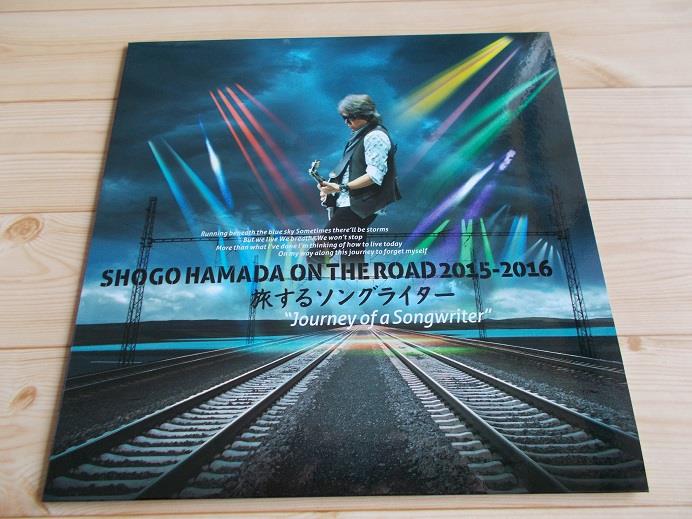 Running beneath the blue sky Sometimes there'll be storms
But we live We breathe We won't stop
More than what I've done I'm thinking of how to live today
On my way along this journey to forget myself
SHOGO HAMADA ON THE ROAD 2015-2016
旅するソングライター
"Journey of a Songwriter"